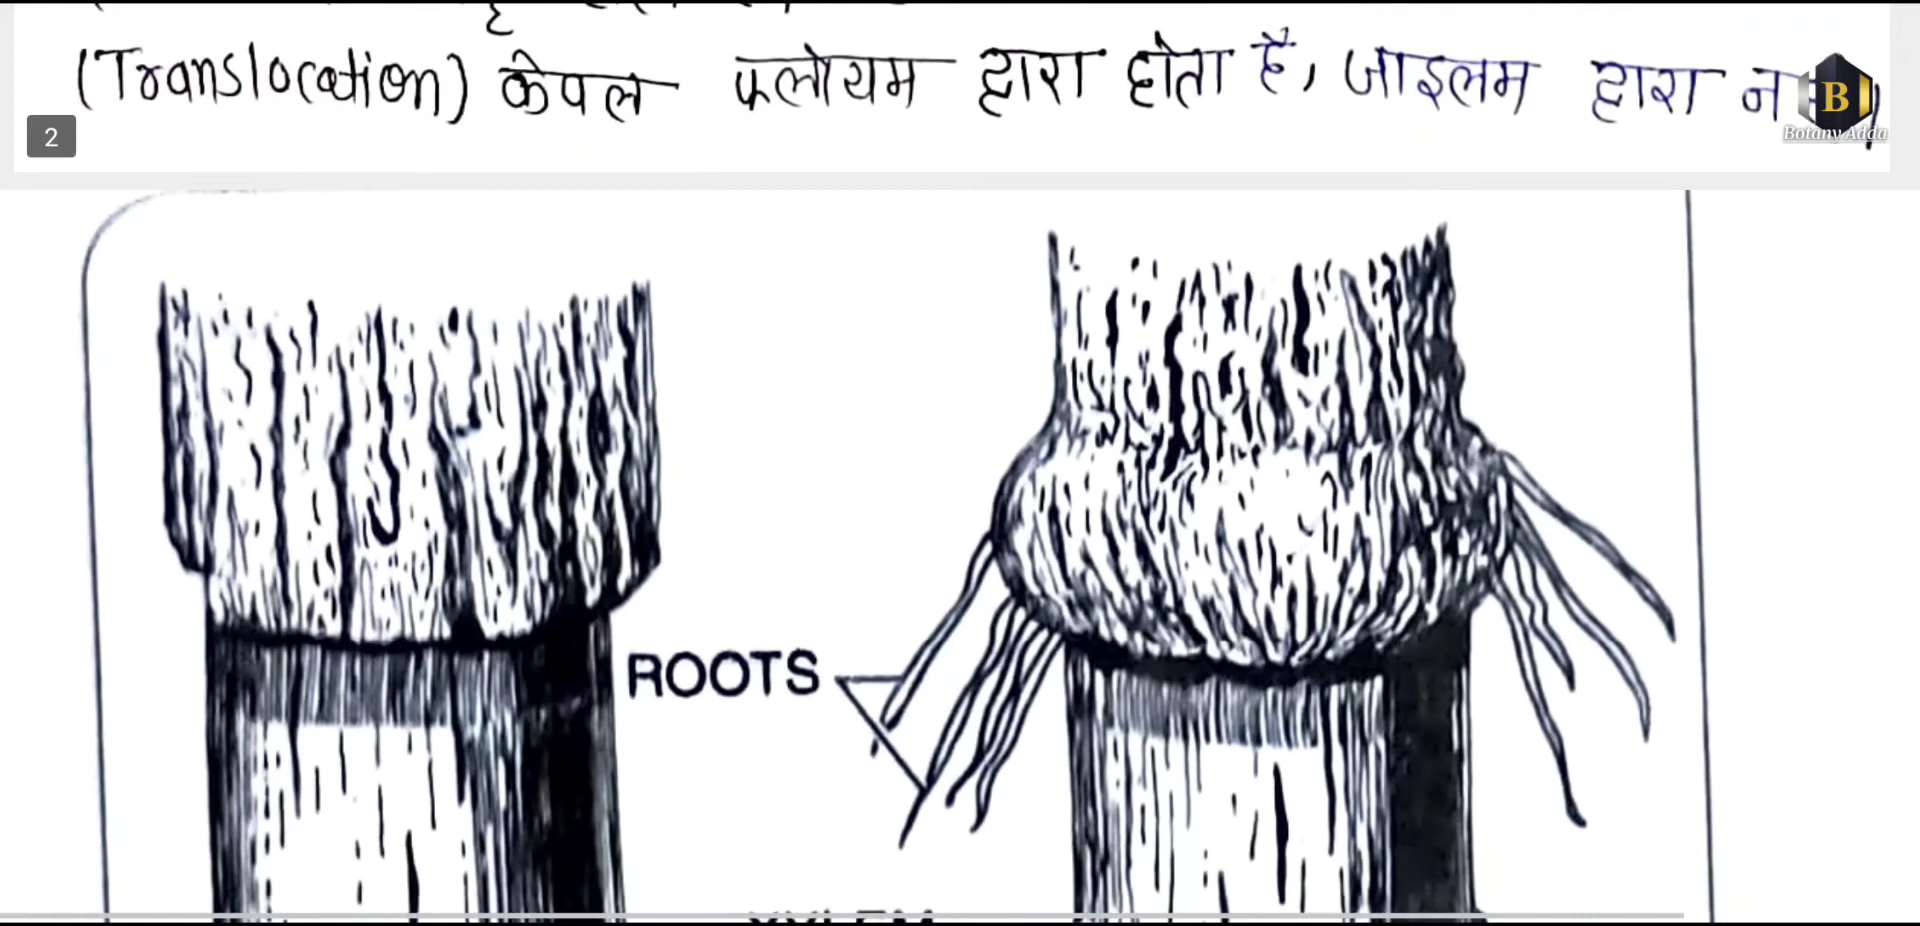 (Translocation) केवल फ्लोयम द्वारा होता है, जाइलम द्वारा
B
Botany Adda
2
ROOTS